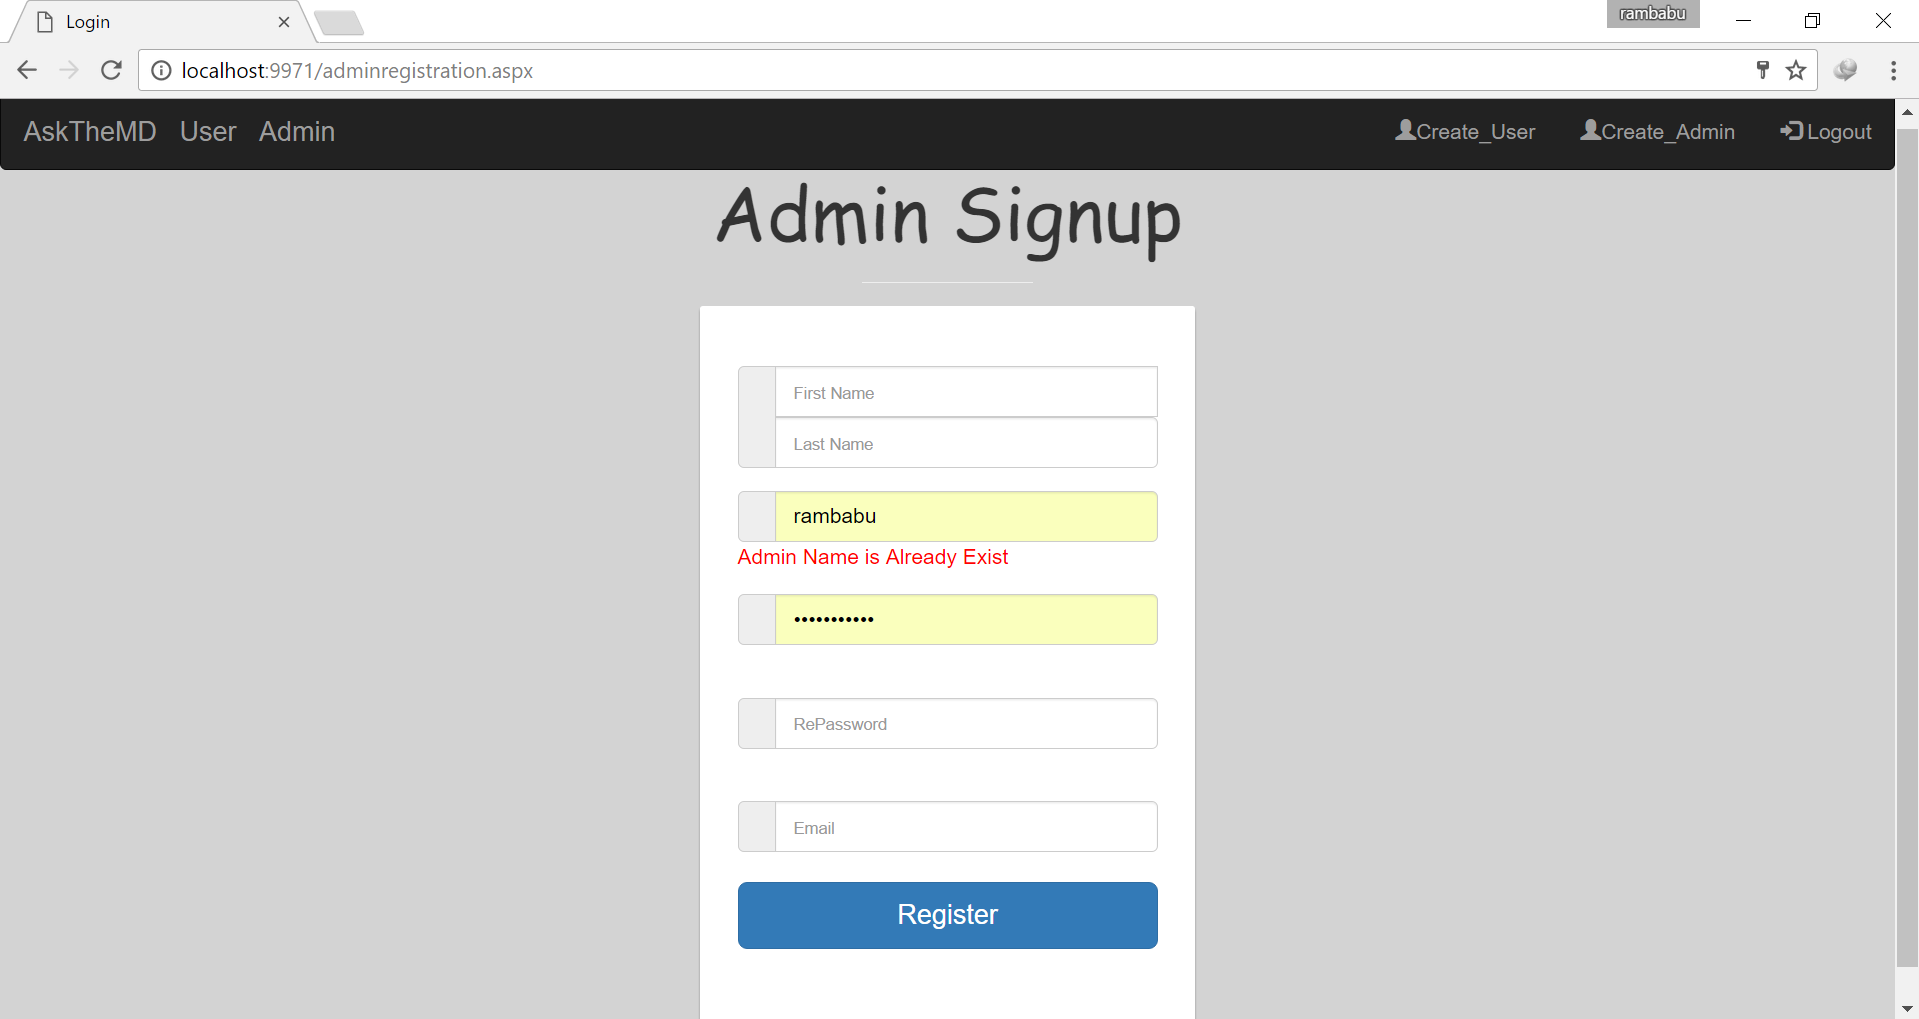 Login
rambabu
localhost:9971/adminregistration.aspx
AskTheMD User Admin Create_User Create_Admin Logout
Admin Signup
First Name
Last Name
rambabu
Admin Name is Already Exist
•••••••••••
RePassword
Email
Register